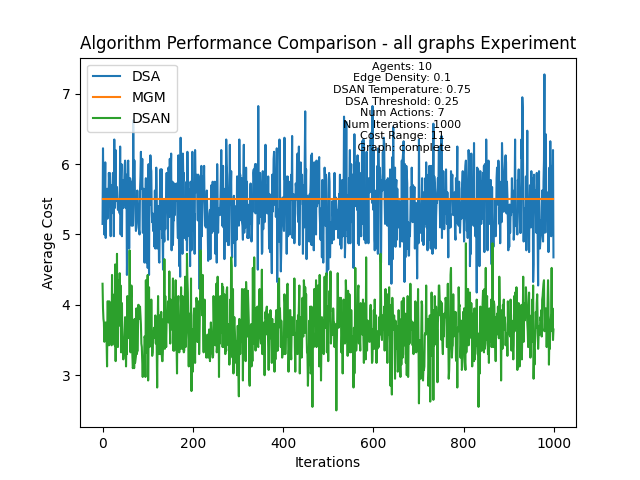 Algorithm Performance Comparison - all graphs Experiment
DSA
MGM
DSAN
Agents: 10
Edge Density: 0.1
DSAN Temperature: 0.75
DSA Threshold: 0.25
Num Actions: 7
Num Iterations: 1000
Cost Range: 11
Graph: complete
Average Cost
7
6
5
4
3
0
200
400
600
800
1000
Iterations